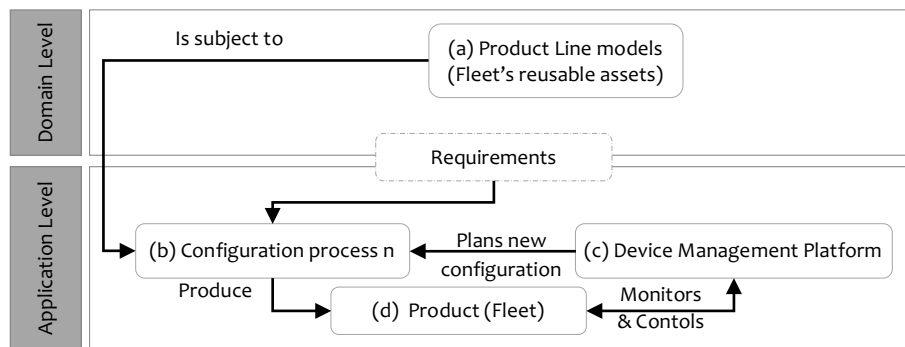 Domain Level
Is subject to
(a) Product Line models
(Fleet's reusable assets)
Requirements
Application Level
(b) Configuration process n
Plans new
configuration
(c) Device Management Platform
Produce
(d) Product (Fleet)
Monitors
& Contols